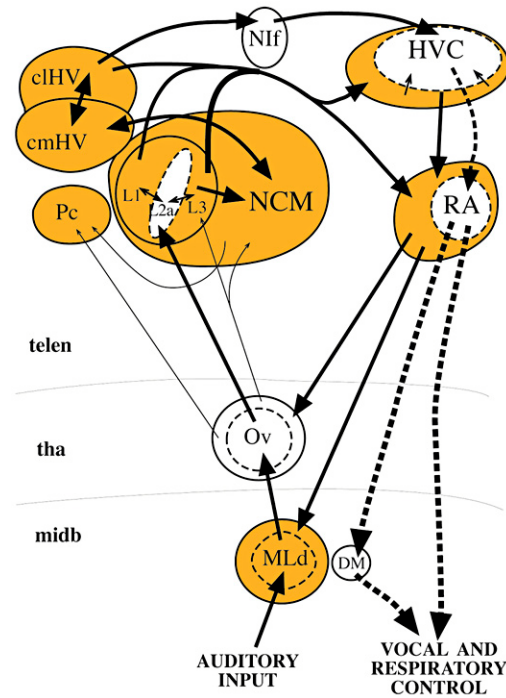 NIf
HVC
clHV
cmHV
L1
L2a
L3
NCM
Pc
RA
telen
Ov
tha
midb
MLd
DM
AUDITORY
INPUT
VOCAL AND
RESPIRATORY
CONTROL